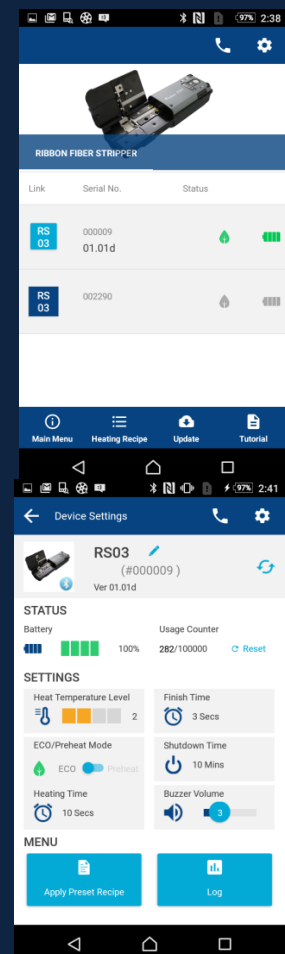 97% 2:38
RIBBON FIBER STRIPPER
Link Serial No. Status
RS
03
000009
01.01d
RS
03
002290
Main Menu Heating Recipe Update Tutorial
97% 2:41
Device Settings
RS03
(#000009 )
Ver 01.01d
STATUS
Battery Usage Counter
100% 282/100000 Reset
SETTINGS
Heat Temperature Level Finish Time
2 3 Secs
ECO/Preheat Mode Shutdown Time
ECO Preheat 10 Mins
Heating Time Buzzer Volume
10 Secs 3
MENU
Apply Preset Recipe Log